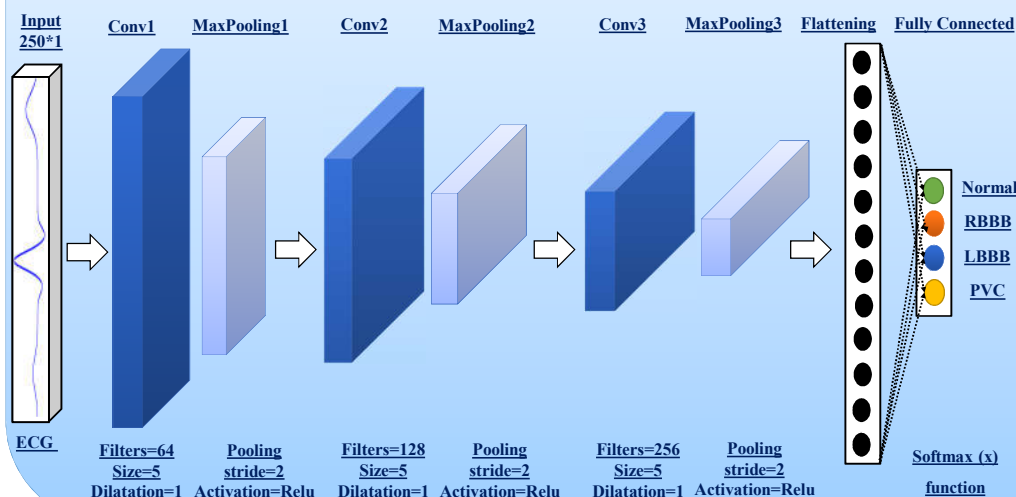 Input
250*1
Conv1
MaxPooling1
Conv2
MaxPooling2
Conv3
MaxPooling3
Flattening
Fully Connected
Normal
RBBB
LBBB
PVC
ECG
Filters=64
Size=5
Dilatation=1
Pooling
stride=2
Activation=Relu
Filters=128
Size=5
Dilatation=1
Pooling
stride=2
Activation=Relu
Filters=256
Size=5
Dilatation=1
Pooling
stride=2
Activation=Relu
Softmax (x)
function